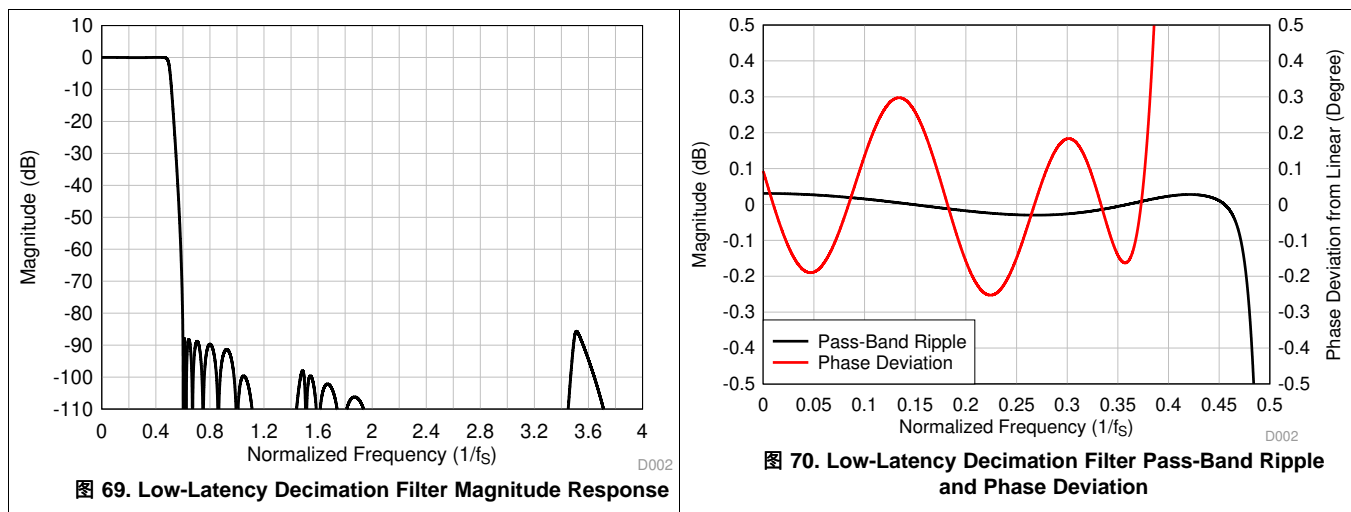 10
0
-10
-20
-30
-40
-50
-60
-70
-80
-90
-100
-110
Magnitude (dB)
0 0.4 0.8 1.2 1.6 2 2.4 2.8 3.2 3.6 4
Normalized Frequency (1/fS)
D002
图 69. Low-Latency Decimation Filter Magnitude Response
0.5
0.4
0.3
0.2
0.1
0
-0.1
-0.2
-0.3
-0.4
-0.5
Magnitude (dB)
Pass-Band Ripple
Phase Deviation
0.5
0.4
0.3
0.2
0.1
0
-0.1
-0.2
-0.3
-0.4
-0.5
Phase Deviation from Linear (Degree)
0 0.05 0.1 0.15 0.2 0.25 0.3 0.35 0.4 0.45 0.5
Normalized Frequency (1/fS)
D002
图 70. Low-Latency Decimation Filter Pass-Band Ripple
and Phase Deviation